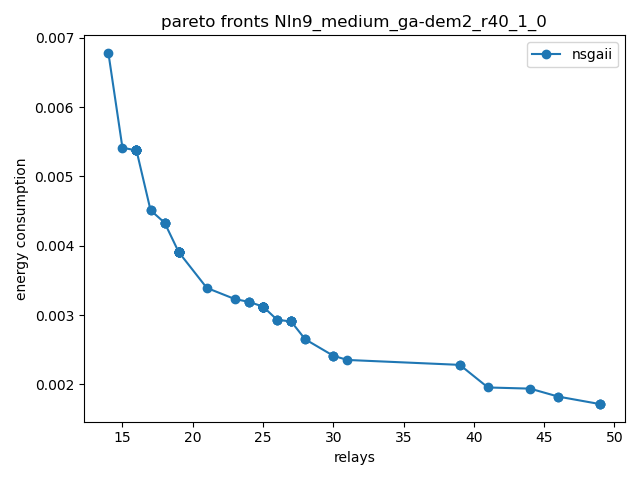 pareto fronts NIn9_medium_ga-dem2_r40_1_0
nsgaii
0.007
0.006
0.005
0.004
0.003
0.002
energy consumption
15 20 25 30 35 40 45 50
relays